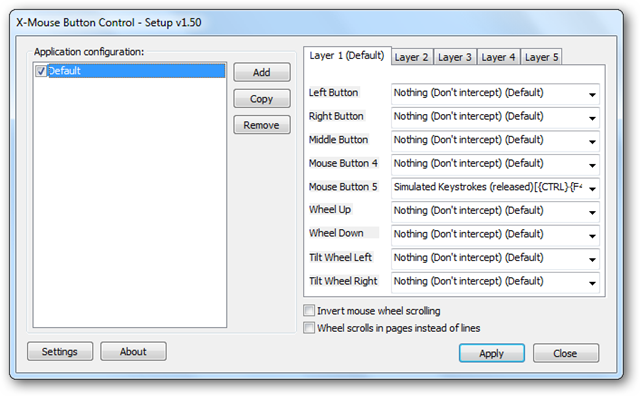 X-Mouse Button Control - Setup v1.50
Application configuration:
Default
Add
Copy
Remove
Layer 1 (Default)
Layer 2
Layer 3
Layer 4
Layer 5
Left Button
Nothing (Don't intercept) (Default)
Right Button
Nothing (Don't intercept) (Default)
Middle Button
Nothing (Don't intercept) (Default)
Mouse Button 4
Nothing (Don't intercept) (Default)
Mouse Button 5
Simulated Keystrokes (released)[{CTRL}{F4
Wheel Up
Nothing (Don't intercept) (Default)
Wheel Down
Nothing (Don't intercept) (Default)
Tilt Wheel Left
Nothing (Don't intercept) (Default)
Tilt Wheel Right
Nothing (Don't intercept) (Default)
Invert mouse wheel scrolling
Wheel scrolls in pages instead of lines
Settings
About
Apply
Close